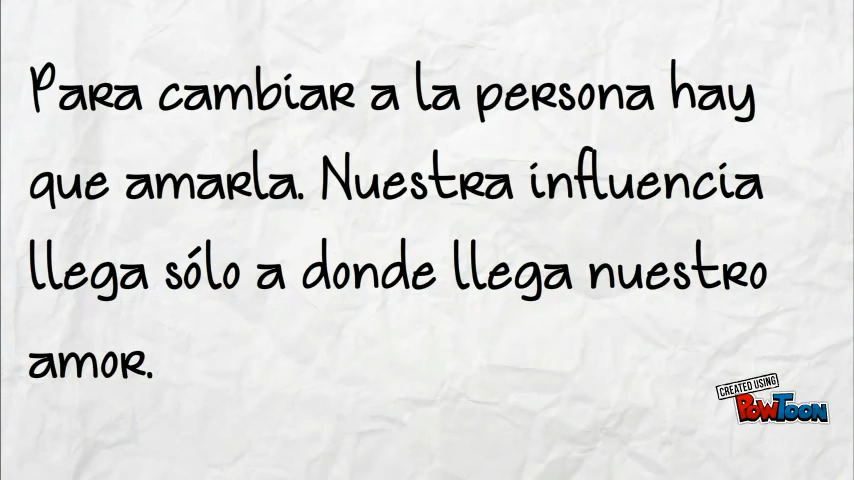 Para cambiar a la persona hay
que amarla. Nuestra influencia
llega sólo a donde llega nuestro
amor.
CREATED USING
POWTOON